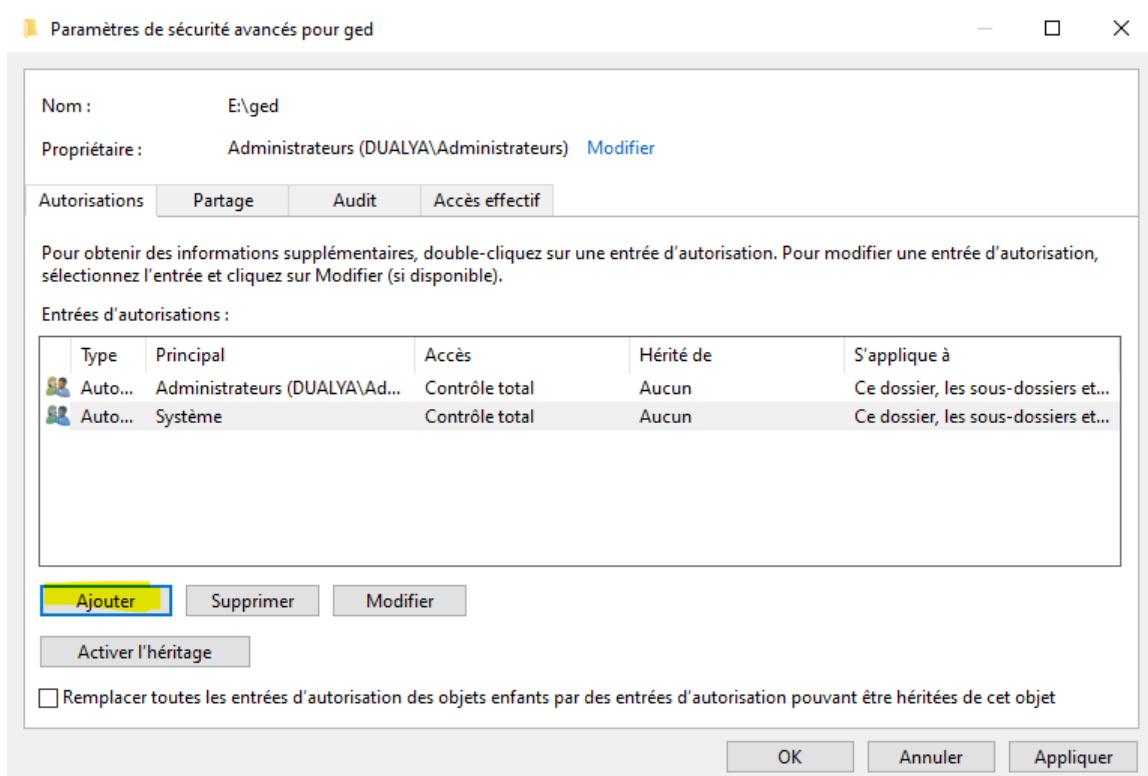 Paramètres de sécurité avancés pour ged
Nom : E:\ged
Propriétaire : Administrateurs (DUALYA\Administrateurs) Modifier
Autorisations Partage Audit Accès effectif
Pour obtenir des informations supplémentaires, double-cliquez sur une entrée d'autorisation. Pour modifier une entrée d'autorisation,
sélectionnez l'entrée et cliquez sur Modifier (si disponible).
Entrées d'autorisations :
Type Principal Accès Hérité de S'applique à
Auto... Administrateurs (DUALYA\Ad... Contrôle total Aucun Ce dossier, les sous-dossiers et...
Auto... Système Contrôle total Aucun Ce dossier, les sous-dossiers et...
Ajouter Supprimer Modifier
Activer l'héritage
Remplacer toutes les entrées d'autorisation des objets enfants par des entrées d'autorisation pouvant être héritées de cet objet
OK Annuler Appliquer